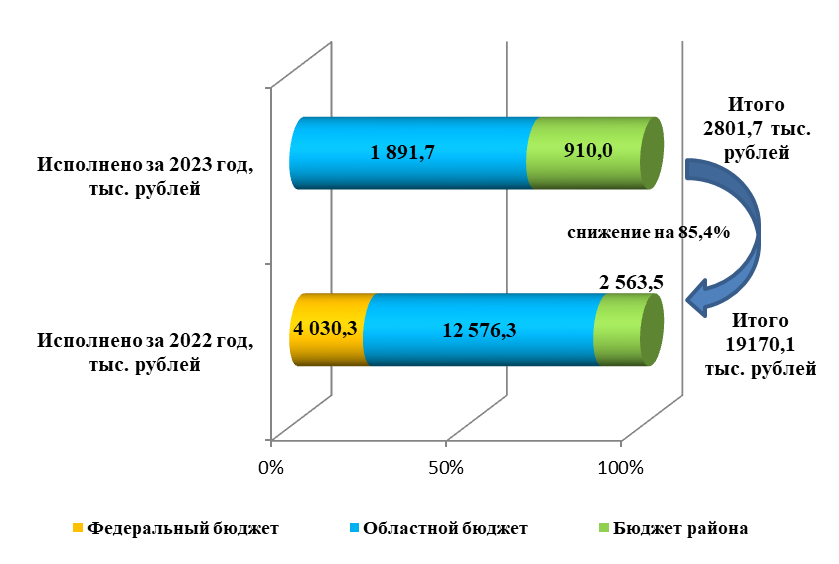 Итого
2801,7 тыс.
рублей
Исполнено за 2023 год,
тыс. рублей
1 891,7
910,0
снижение на 85,4%
2 563,5
Исполнено за 2022 год,
тыс. рублей
4 030,3
12 576,3
Итого
19170,1
тыс. рублей
0%
50%
100%
Федеральный бюджет
Областной бюджет
Бюджет района